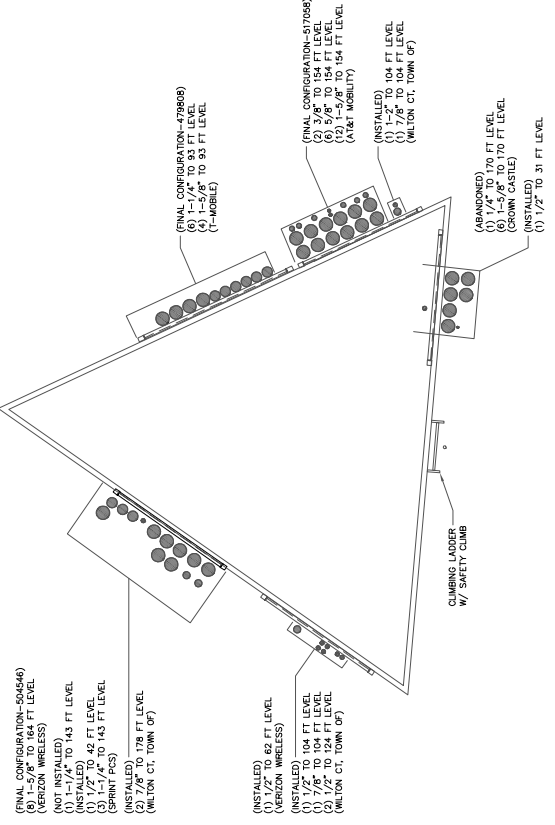 (FINAL CONFIGURATION-504546)
(8) 1-5/8" TO 164 FT LEVEL
(VERIZON WIRELESS)
(NOT INSTALLED)
(1) 1-1/4" TO 143 FT LEVEL
(INSTALLED)
(1) 1/2" TO 42 FT LEVEL
(3) 1-1/4" TO 143 FT LEVEL
(SPRINT PCS)
(INSTALLED)
(2) 7/8" TO 178 FT LEVEL
(WILTON CT, TOWN OF)
(INSTALLED)
(1) 1/2" TO 62 FT LEVEL
(VERIZON WIRELESS)
(INSTALLED)
(1) 1/2" TO 104 FT LEVEL
(1) 7/8" TO 104 FT LEVEL
(2) 1/2" TO 124 FT LEVEL
(WILTON CT, TOWN OF)
CLIMBING LADDER
W/ SAFETY CLIMB
(FINAL CONFIGURATION-479808)
(6) 1-1/4" TO 93 FT LEVEL
(4) 1-5/8" TO 93 FT LEVEL
(T-MOBILE)
(FINAL CONFIGURATION-517058)
(2) 3/8" TO 154 FT LEVEL
(6) 5/8" TO 154 FT LEVEL
(12) 1-5/8" TO 154 FT LEVEL
(AT&T MOBILITY)
(INSTALLED)
(1) 1-2" TO 104 FT LEVEL
(1) 7/8" TO 104 FT LEVEL
(WILTON CT, TOWN OF)
(ABANDONED)
(1) 1/4" TO 170 FT LEVEL
(6) 1-5/8" TO 170 FT LEVEL
(CROWN CASTLE)
(INSTALLED)
(1) 1/2" TO 31 FT LEVEL